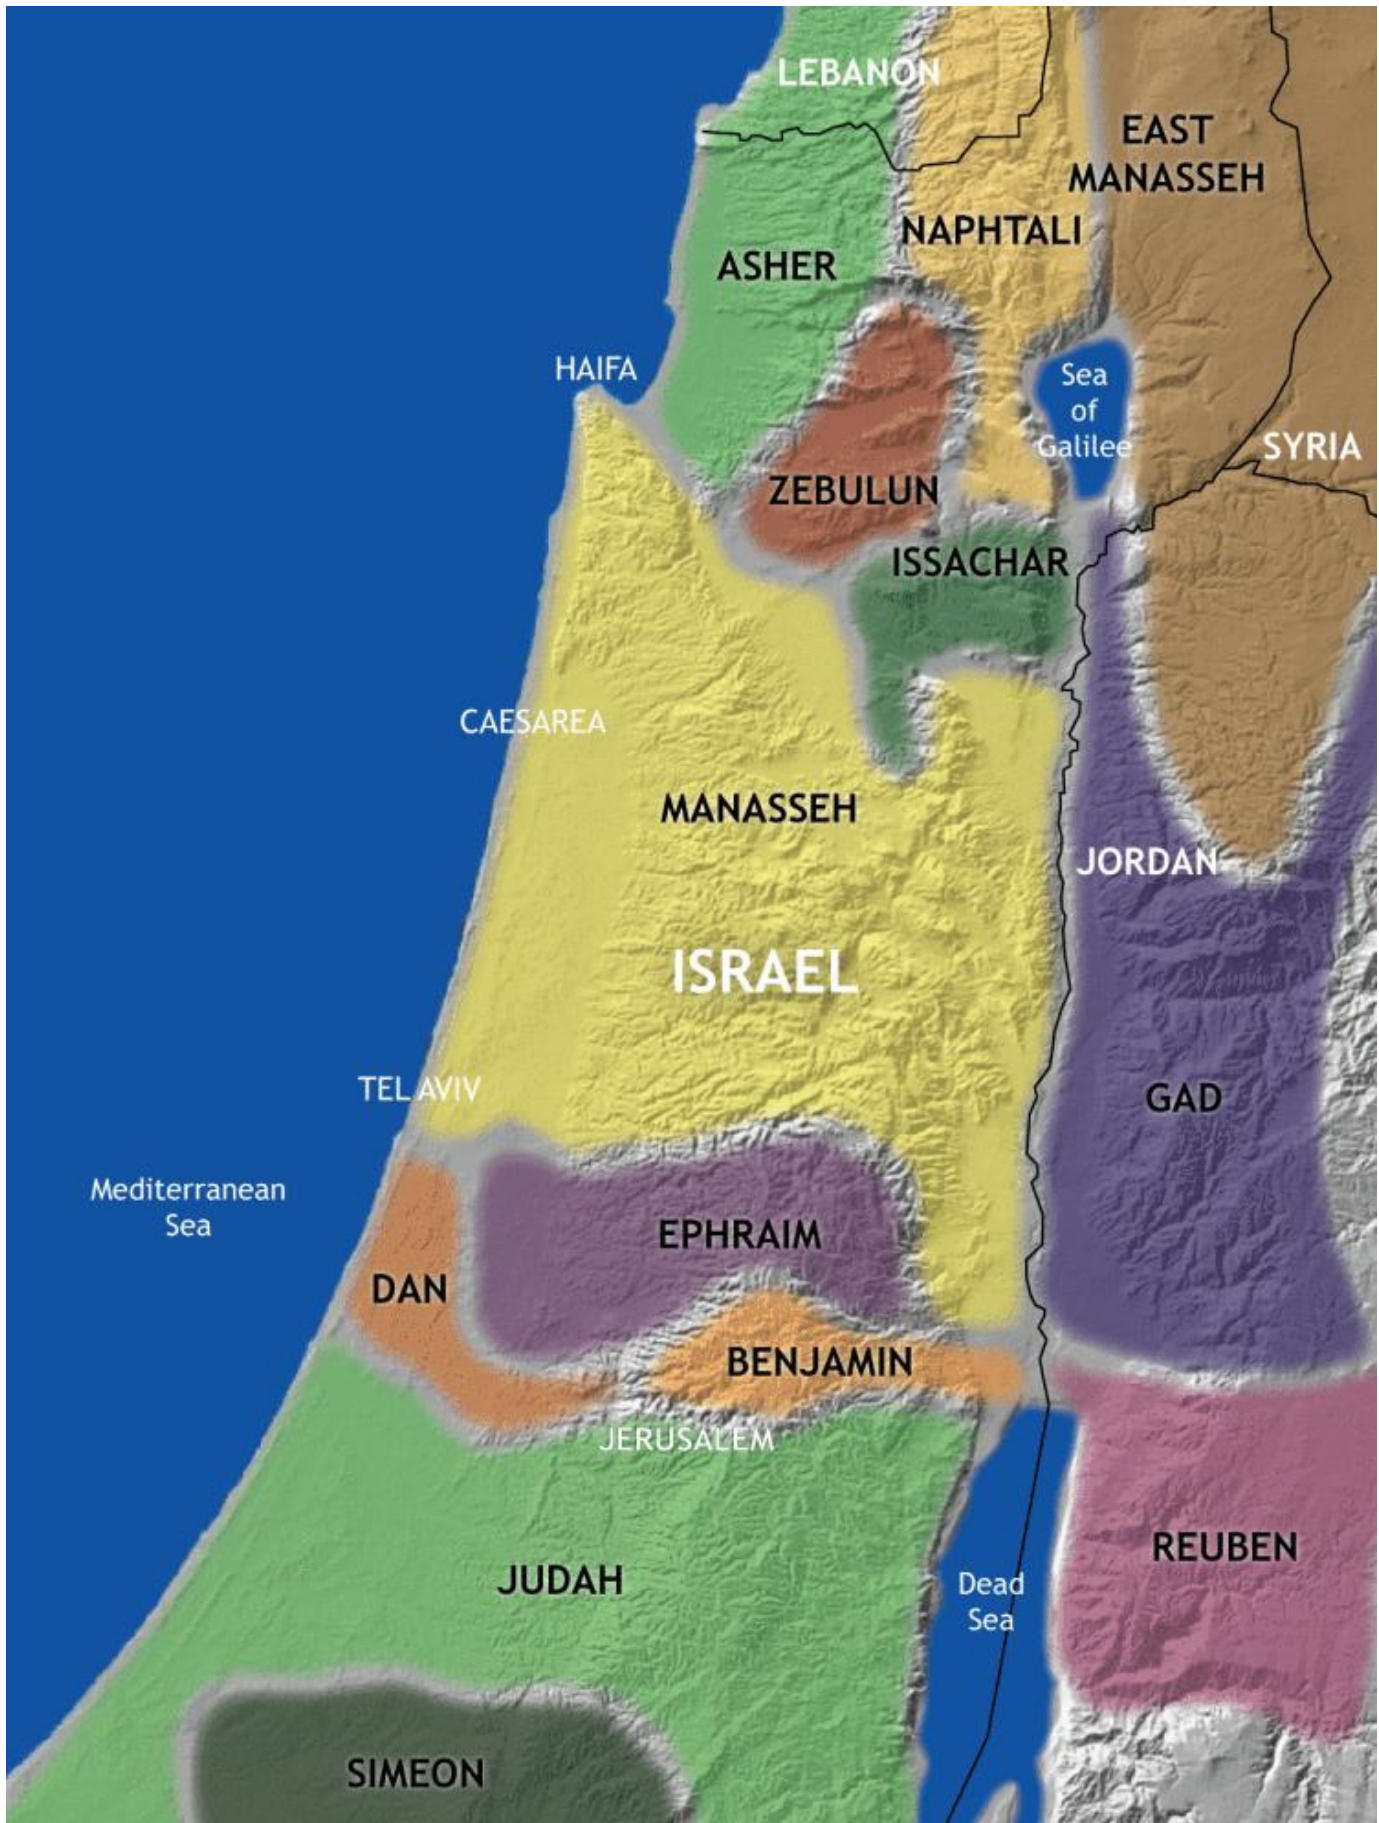 LEBANON
EAST
MANASSEH
NAPHTALI
ASHER
HAIFA
Sea
of
Galilee
SYRIA
ZEBULUN
ISSACHAR
CAESAREA
MANASSEH
JORDAN
ISRAEL
TEL AVIV
GAD
Mediterranean
Sea
EPHRAIM
DAN
BENJAMIN
JERUSALEM
REUBEN
JUDAH
Dead
Sea
SIMEON